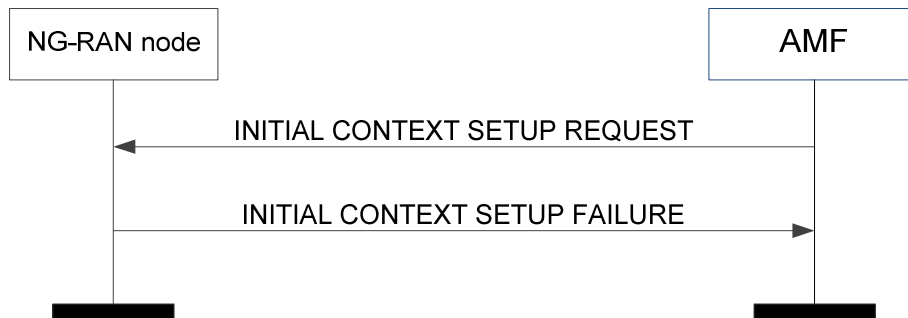 NG-RAN node
AMF
INITIAL CONTEXT SETUP REQUEST
INITIAL CONTEXT SETUP FAILURE